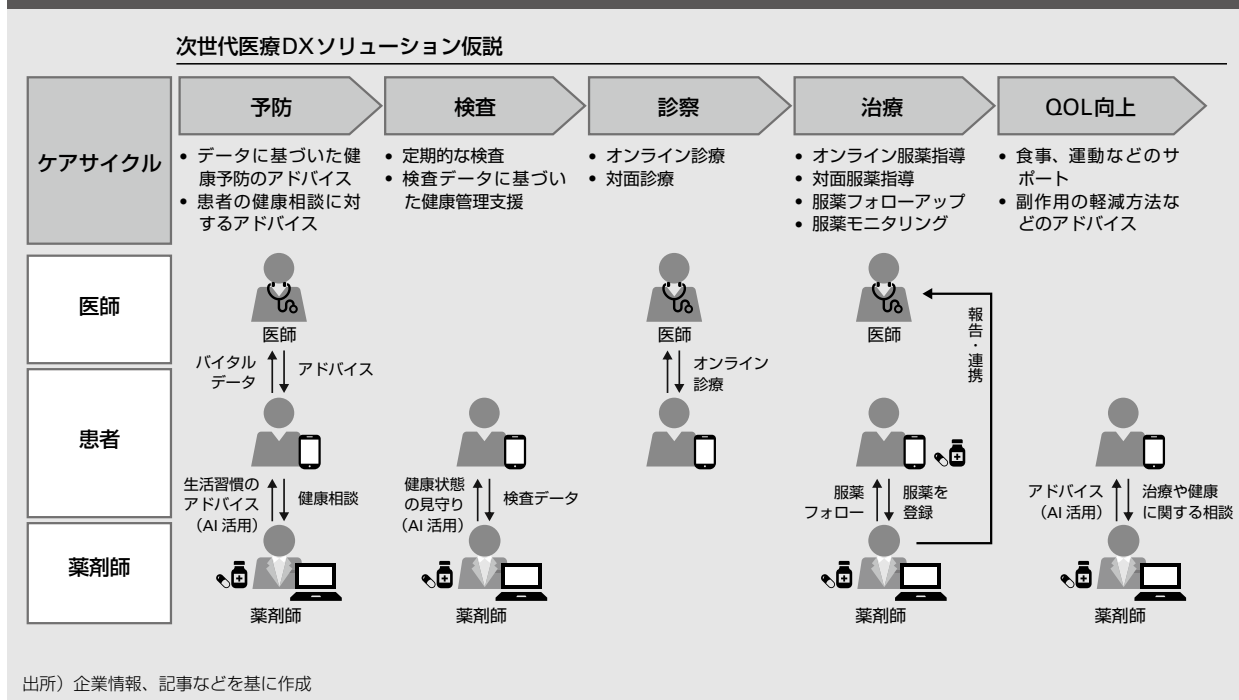 次世代医療DXソリューション仮説
ケアサイクル
予防
検査
診察
治療
QOL向上
• データに基づいた健
康予防のアドバイス
• 患者の健康相談に対
するアドバイス
• 定期的な検査
• 検査データに基づい
た健康管理支援
• オンライン診療
• 対面診療
• オンライン服薬指導
• 対面服薬指導
• 服薬フォローアップ
• 服薬モニタリング
• 食事、運動などのサ
ポート
• 副作用の軽減方法な
どのアドバイス
医師
医師
医師
医師
バイタル
データ
アドバイス
オンライン
診療
報告・連携
患者
生活習慣の
アドバイス
（AI 活用）
健康相談
健康状態
の見守り
（AI 活用）
検査データ
服薬
フォロー
服薬を
登録
アドバイス
（AI 活用）
治療や健康
に関する相談
薬剤師
薬剤師
薬剤師
薬剤師
薬剤師
出所）企業情報、記事などを基に作成